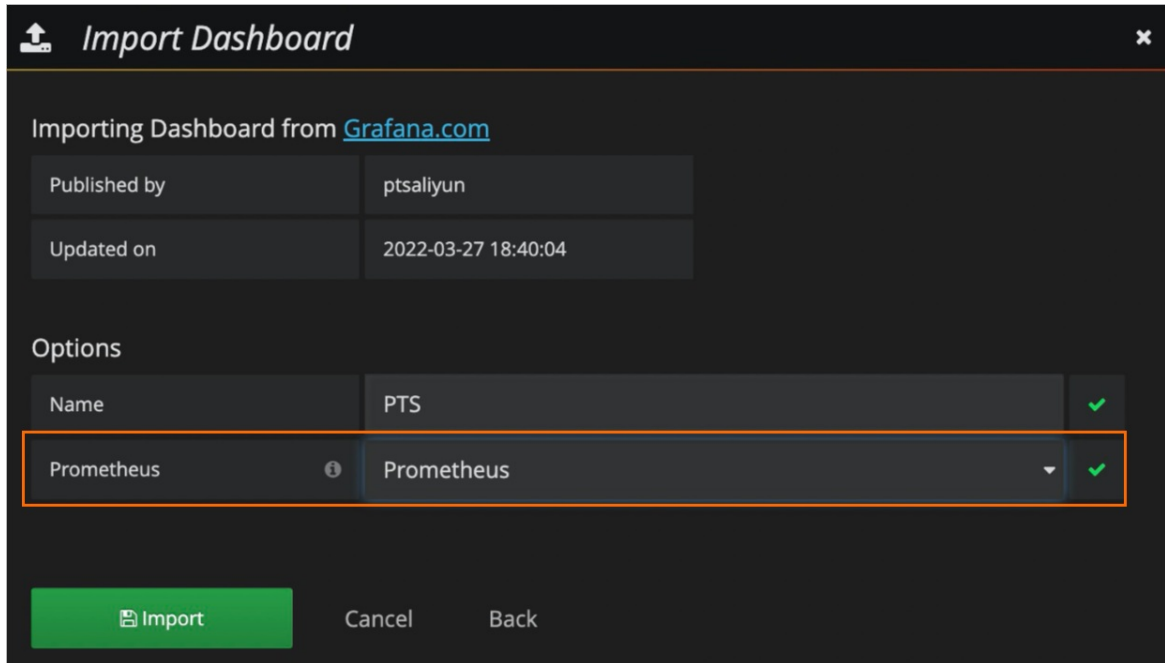 Import Dashboard
Importing Dashboard from Grafana.com
Published by ptsaliyun
Updated on 2022-03-27 18:40:04
Options
Name PTS
Prometheus Prometheus
Import Cancel Back